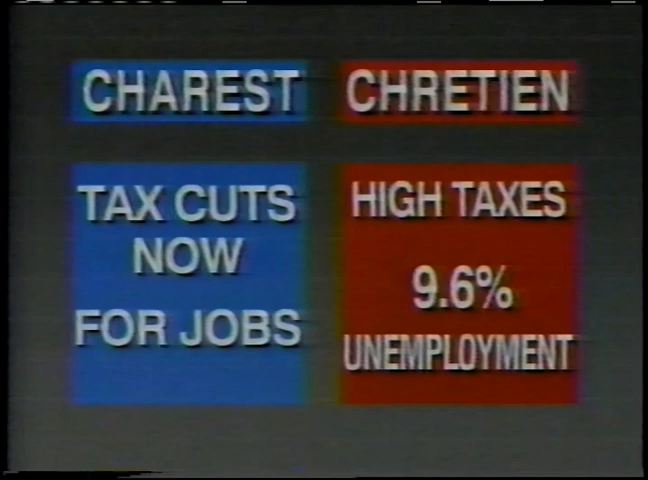 CHAREST
CHRETIEN
TAX CUTS
NOW
FOR JOBS
HIGH TAXES
9.6%
UNEMPLOYMENT